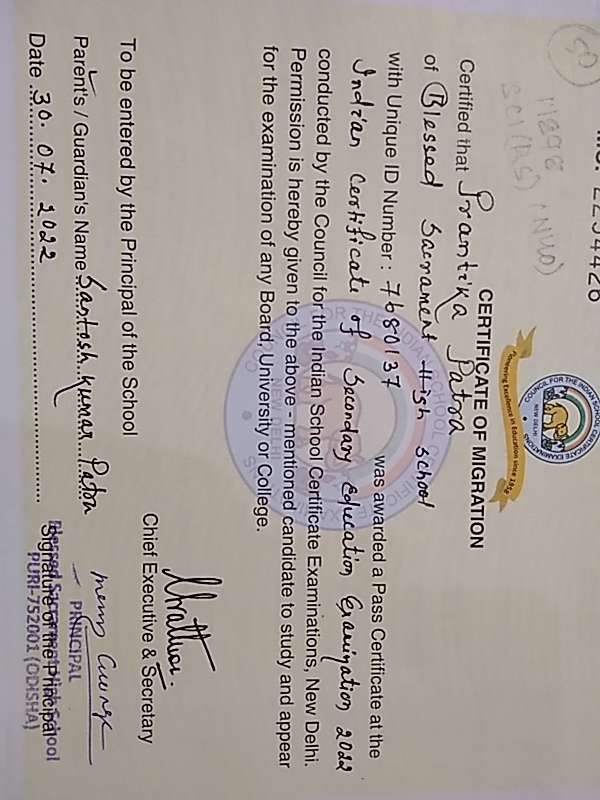 NO. 2234426
50
11898
SCI(RS) (NUO)
COUNCIL FOR THE INDIAN SCHOOL CERTIFICATE EXAMINATIONS
NEW DELHI
Pioneering Excellence in Education since 1958
CERTIFICATE OF MIGRATION
Certified that Prantika Patra
of Blessed Sacrament High School
with Unique ID Number : 7680137 was awarded a Pass Certificate at the
Indian Certificate of Secondary Education Examination 2022
conducted by the Council for the Indian School Certificate Examinations, New Delhi.
Permission is hereby given to the above - mentioned candidate to study and appear
for the examination of any Board, University or College.
Chief Executive & Secretary
To be entered by the Principal of the School
Parent's / Guardian's Name Santosh Kumar Patra
Date 30.07.2022
Signature of the Principal
PRINCIPAL
Blessed Sacrament High School
PURI-752001 (ODISHA)